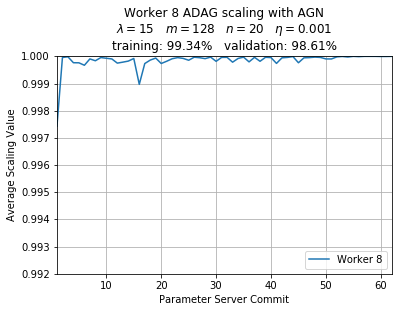 Worker 8 ADAG scaling with AGN
λ = 15 m = 128 n = 20 η = 0.001
training: 99.34% validation: 98.61%
1.000
0.999
0.998
0.997
0.996
0.995
0.994
0.993
0.992
Average Scaling Value
10 20 30 40 50 60
Parameter Server Commit
Worker 8